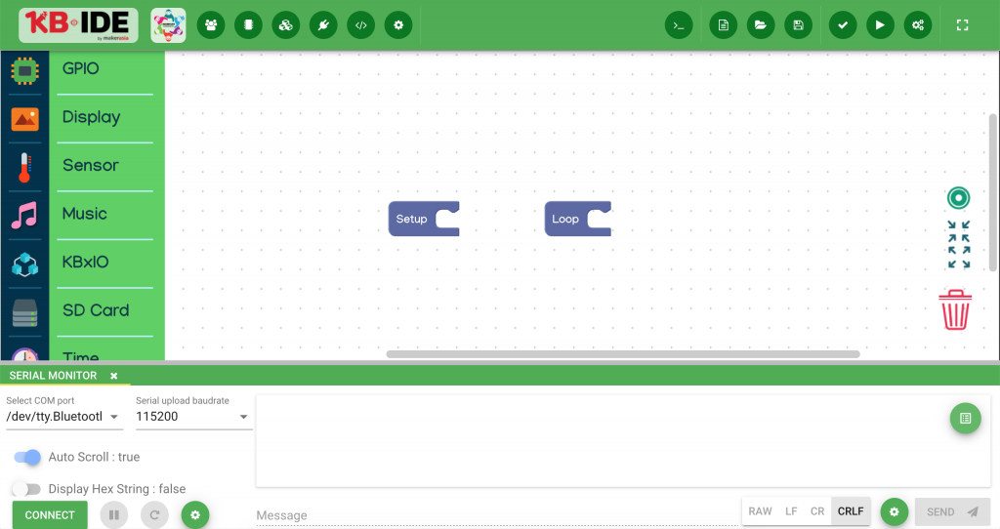 KB-IDE
by makerasia
>_
</>
GPIO
Display
Sensor
Music
KBxIO
SD Card
Time
Setup
Loop
SERIAL MONITOR
Select COM port
/dev/tty.Bluetootl
Serial upload baudrate
115200
Auto Scroll : true
Display Hex String : false
CONNECT
Message
RAW LF CR CRLF
SEND